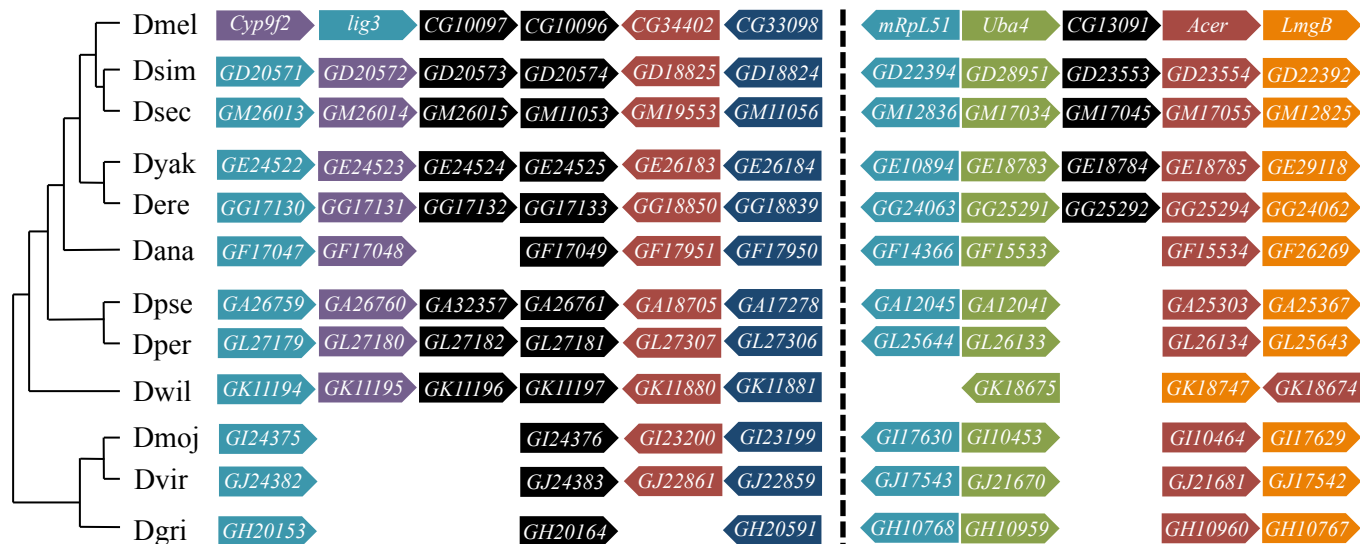 Dmel Cyp9f2 lig3 CG10097 CG10096 CG34402 CG33098 mRpL51 Uba4 CG13091 Acer LmgB
Dsim GD20571 GD20572 GD20573 GD20574 GD18825 GD18824 GD22394 GD28951 GD23553 GD23554 GD22392
Dsec GM26013 GM26014 GM26015 GM11053 GM19553 GM11056 GM12836 GM17034 GM17045 GM17055 GM12825
Dyak GE24522 GE24523 GE24524 GE24525 GE26183 GE26184 GE10894 GE18783 GE18784 GE18785 GE29118
Dere GG17130 GG17131 GG17132 GG17133 GG18850 GG18839 GG24063 GG25291 GG25292 GG25294 GG24062
Dana GF17047 GF17048 GF17049 GF17951 GF17950 GF14366 GF15533 GF15534 GF26269
Dpse GA26759 GA26760 GA32357 GA26761 GA18705 GA17278 GA12045 GA12041 GA25303 GA25367
Dper GL27179 GL27180 GL27182 GL27181 GL27307 GL27306 GL25644 GL26133 GL26134 GL25643
Dwil GK11194 GK11195 GK11196 GK11197 GK11880 GK11881 GK18675 GK18747 GK18674
Dmoj GI24375 GI24376 GI23200 GI23199 GI17630 GI10453 GI10464 GI17629
Dvir GJ24382 GJ24383 GJ22861 GJ22859 GJ17543 GJ21670 GJ21681 GJ17542
Dgri GH20153 GH20164 GH20591 GH10768 GH10959 GH10960 GH10767